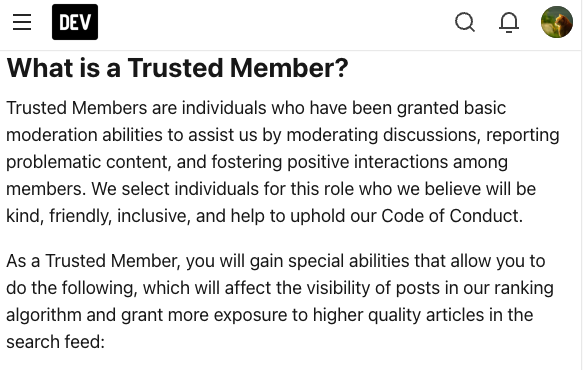 DEV
What is a Trusted Member?
Trusted Members are individuals who have been granted basic
moderation abilities to assist us by moderating discussions, reporting
problematic content, and fostering positive interactions among
members. We select individuals for this role who we believe will be
kind, friendly, inclusive, and help to uphold our Code of Conduct.
As a Trusted Member, you will gain special abilities that allow you to
do the following, which will affect the visibility of posts in our ranking
algorithm and grant more exposure to higher quality articles in the
search feed: